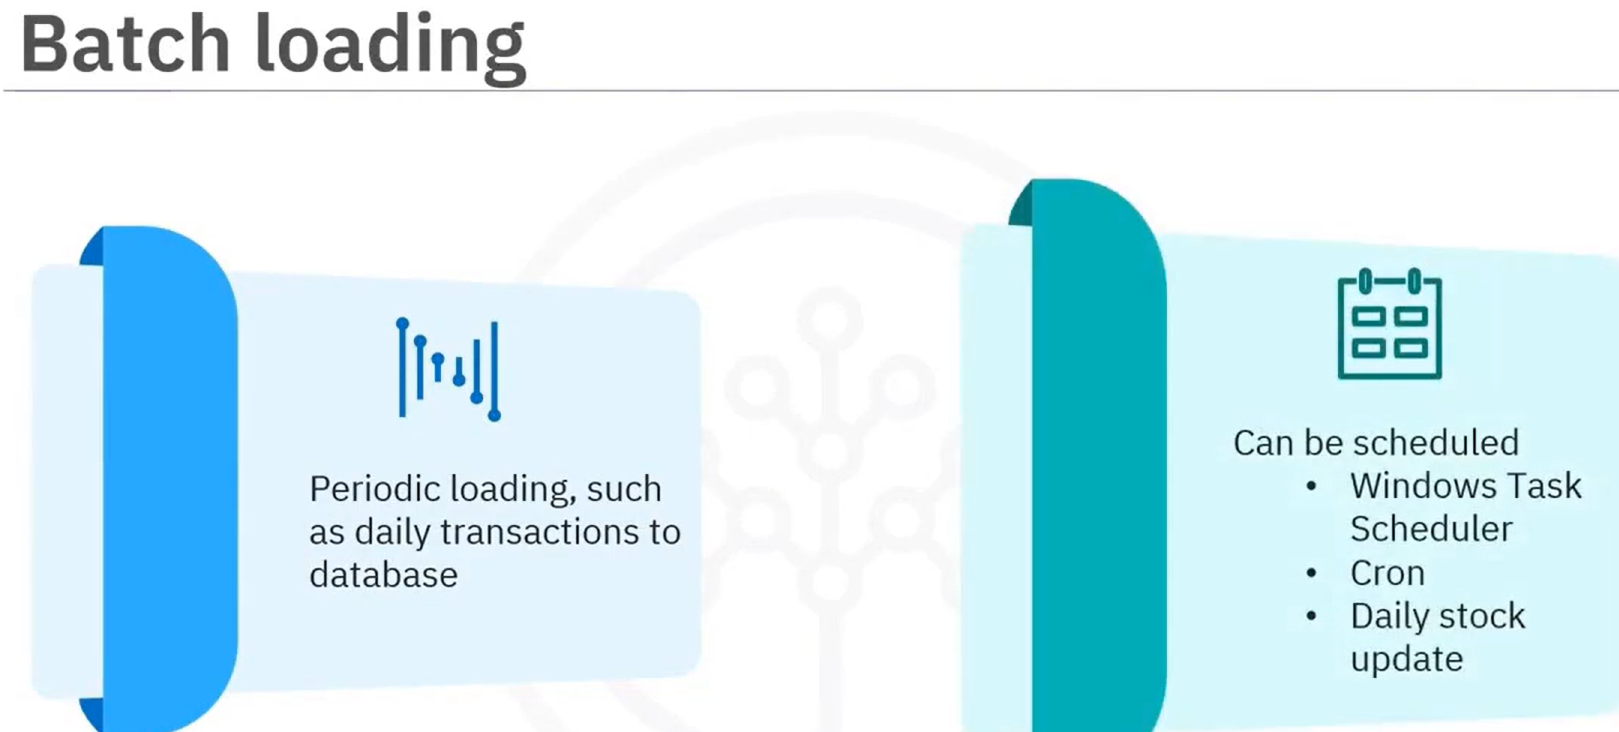 Batch loading
Periodic loading, such
as daily transactions to
database
Can be scheduled
• Windows Task
Scheduler
• Cron
• Daily stock
update